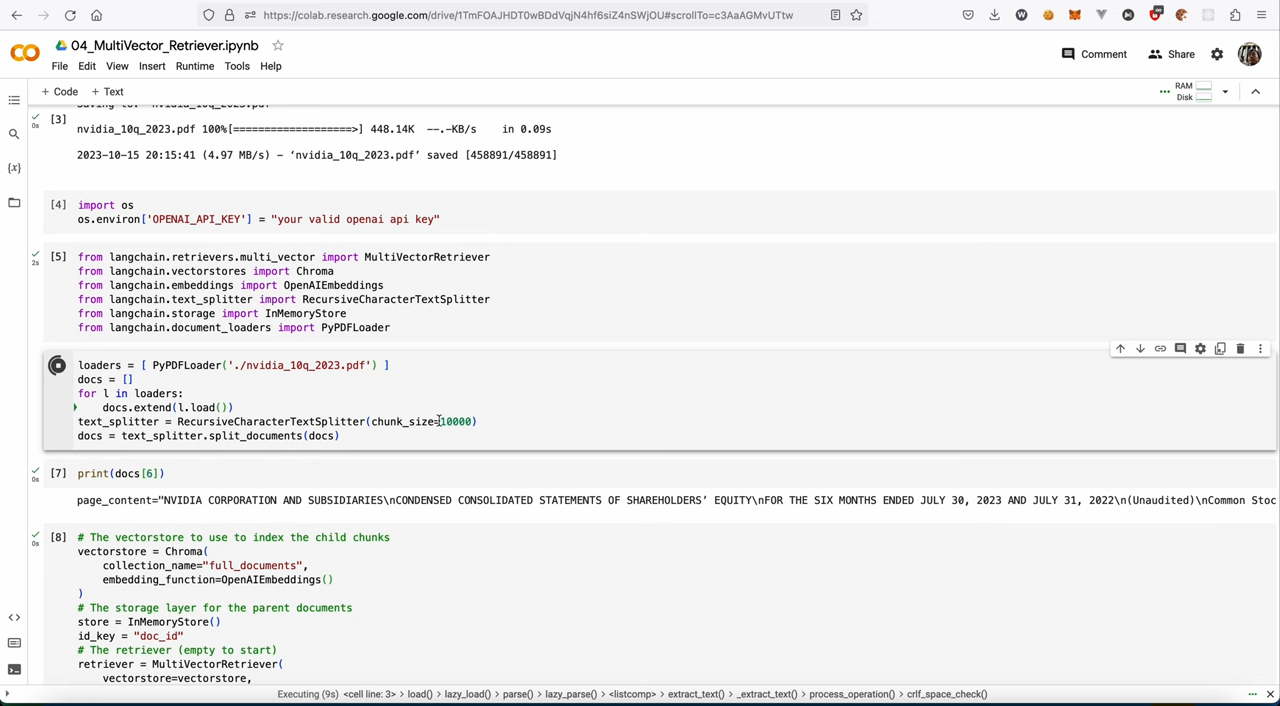 https://colab.research.google.com/drive/1TmFOAJHDT0wBDdVqjN4hf6siZ4nSWjOU#scrollTo=c3AaAGMvUTtw
04_MultiVector_Retriever.ipynb
Comment
Share
File Edit View Insert Runtime Tools Help
+ Code + Text
RAM
Disk
Saving to: 'nvidia_10q_2023.pdf'
[3]
0s
nvidia_10q_2023.pdf 100%[===================>] 448.14K --.-KB/s in 0.09s
2023-10-15 20:15:41 (4.97 MB/s) - ‘nvidia_10q_2023.pdf’ saved [458891/458891]
[4] import os
os.environ['OPENAI_API_KEY'] = "your valid openai api key"
[5] from langchain.retrievers.multi_vector import MultiVectorRetriever
2s
from langchain.vectorstores import Chroma
from langchain.embeddings import OpenAIEmbeddings
from langchain.text_splitter import RecursiveCharacterTextSplitter
from langchain.storage import InMemoryStore
from langchain.document_loaders import PyPDFLoader
loaders = [ PyPDFLoader('./nvidia_10q_2023.pdf') ]
docs = []
for l in loaders:
docs.extend(l.load())
text_splitter = RecursiveCharacterTextSplitter(chunk_size=10000)
docs = text_splitter.split_documents(docs)
[7] print(docs[6])
0s
page_content="NVIDIA CORPORATION AND SUBSIDIARIES\nCONDENSED CONSOLIDATED STATEMENTS OF SHAREHOLDERS’ EQUITY\nFOR THE SIX MONTHS ENDED JULY 30, 2023 AND JULY 31, 2022\n(Unaudited)\nCommon Stoc
[8] # The vectorstore to use to index the child chunks
0s
vectorstore = Chroma(
collection_name="full_documents",
embedding_function=OpenAIEmbeddings()
)
# The storage layer for the parent documents
store = InMemoryStore()
id_key = "doc_id"
# The retriever (empty to start)
retriever = MultiVectorRetriever(
vectorstore=vectorstore,
Executing (9s) <cell line: 3> > load() > lazy_load() > parse() > lazy_parse() > <listcomp> > extract_text() > _extract_text() > process_operation() > crlf_space_check()